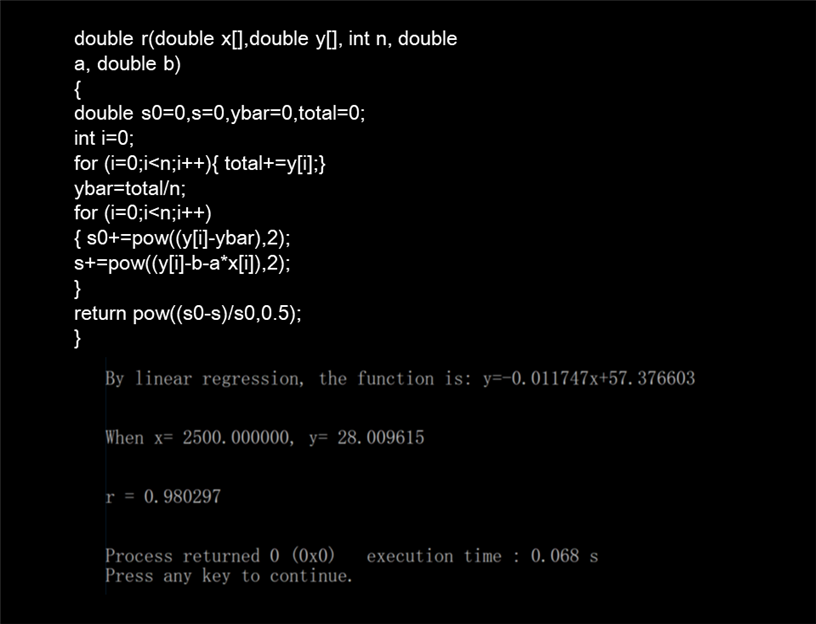 double r(double x[],double y[], int n, double
a, double b)
{
double s0=0,s=0,ybar=0,total=0;
int i=0;
for (i=0;i<n;i++){ total+=y[i];}
ybar=total/n;
for (i=0;i<n;i++)
{ s0+=pow((y[i]-ybar),2);
s+=pow((y[i]-b-a*x[i]),2);
}
return pow((s0-s)/s0,0.5);
}
By linear regression, the function is: y=-0.011747x+57.376603
When x= 2500.000000, y= 28.009615
r = 0.980297
Process returned 0 (0x0)   execution time : 0.068 s
Press any key to continue.